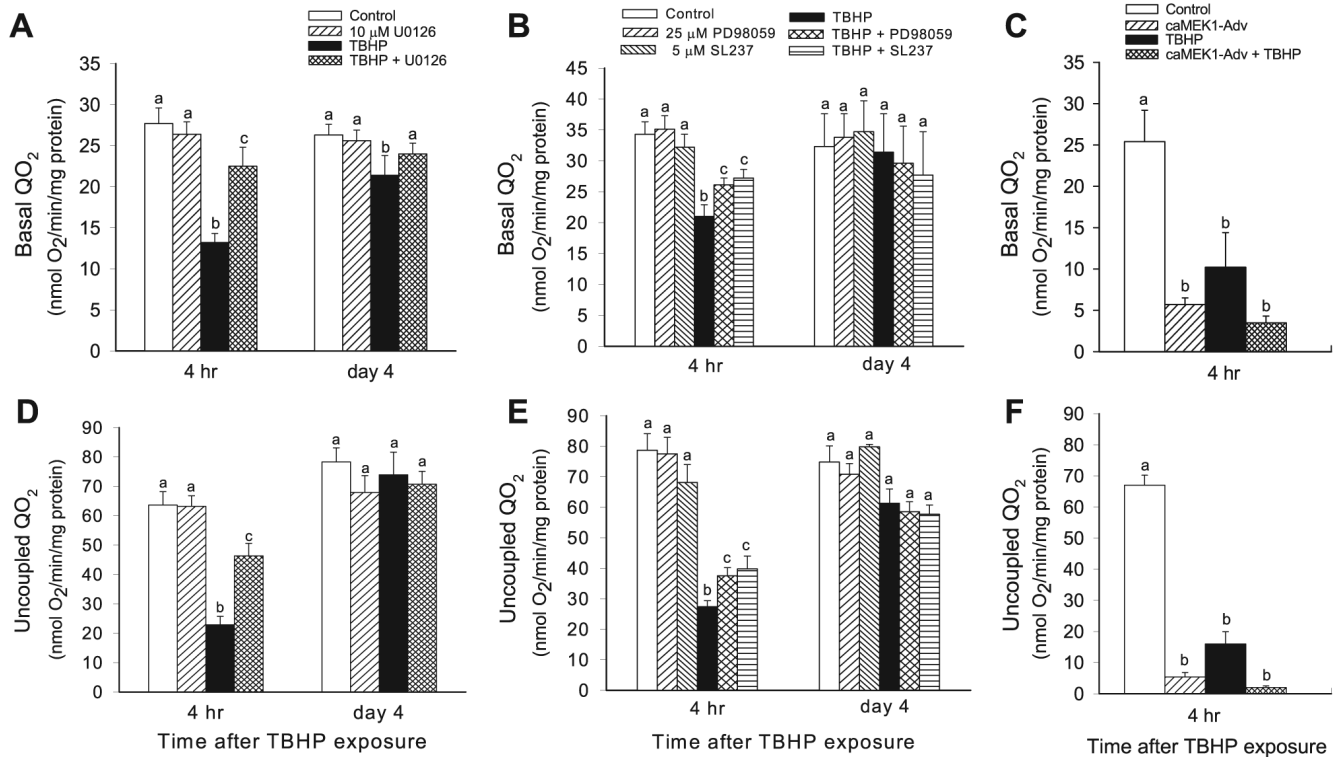 A
Control
10 μM U0126
TBHP
TBHP + U0126
Basal QO2
(nmol O2/min/mg protein)
35
30
25
20
15
10
5
0
a
a
b
c
a
a
b
a
4 hr
day 4
B
Control
25 μM PD98059
5 μM SL237
TBHP
TBHP + PD98059
TBHP + SL237
Basal QO2
(nmol O2/min/mg protein)
45
40
35
30
25
20
15
10
5
0
a
a
a
b
c
c
a
a
a
a
a
a
4 hr
day 4
C
Control
caMEK1-Adv
TBHP
caMEK1-Adv + TBHP
Basal QO2
(nmol O2/min/mg protein)
35
30
25
20
15
10
5
0
a
b
b
b
4 hr
D
Uncoupled QO2
(nmol O2/min/mg protein)
90
80
70
60
50
40
30
20
10
0
a
a
b
c
a
a
a
a
4 hr
day 4
Time after TBHP exposure
E
Uncoupled QO2
(nmol O2/min/mg protein)
90
80
70
60
50
40
30
20
10
0
a
a
a
b
c
c
a
a
a
a
a
a
4 hr
day 4
Time after TBHP exposure
F
Uncoupled QO2
(nmol O2/min/mg protein)
90
80
70
60
50
40
30
20
10
0
a
b
b
b
4 hr
Time after TBHP exposure